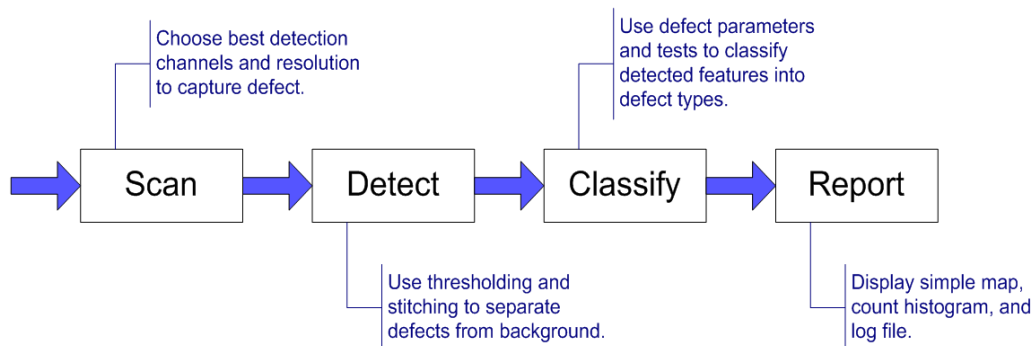 Choose best detection
channels and resolution
to capture defect.
Use defect parameters
and tests to classify
detected features into
defect types.
Scan
Detect
Classify
Report
Use thresholding and
stitching to separate
defects from background.
Display simple map,
count histogram, and
log file.